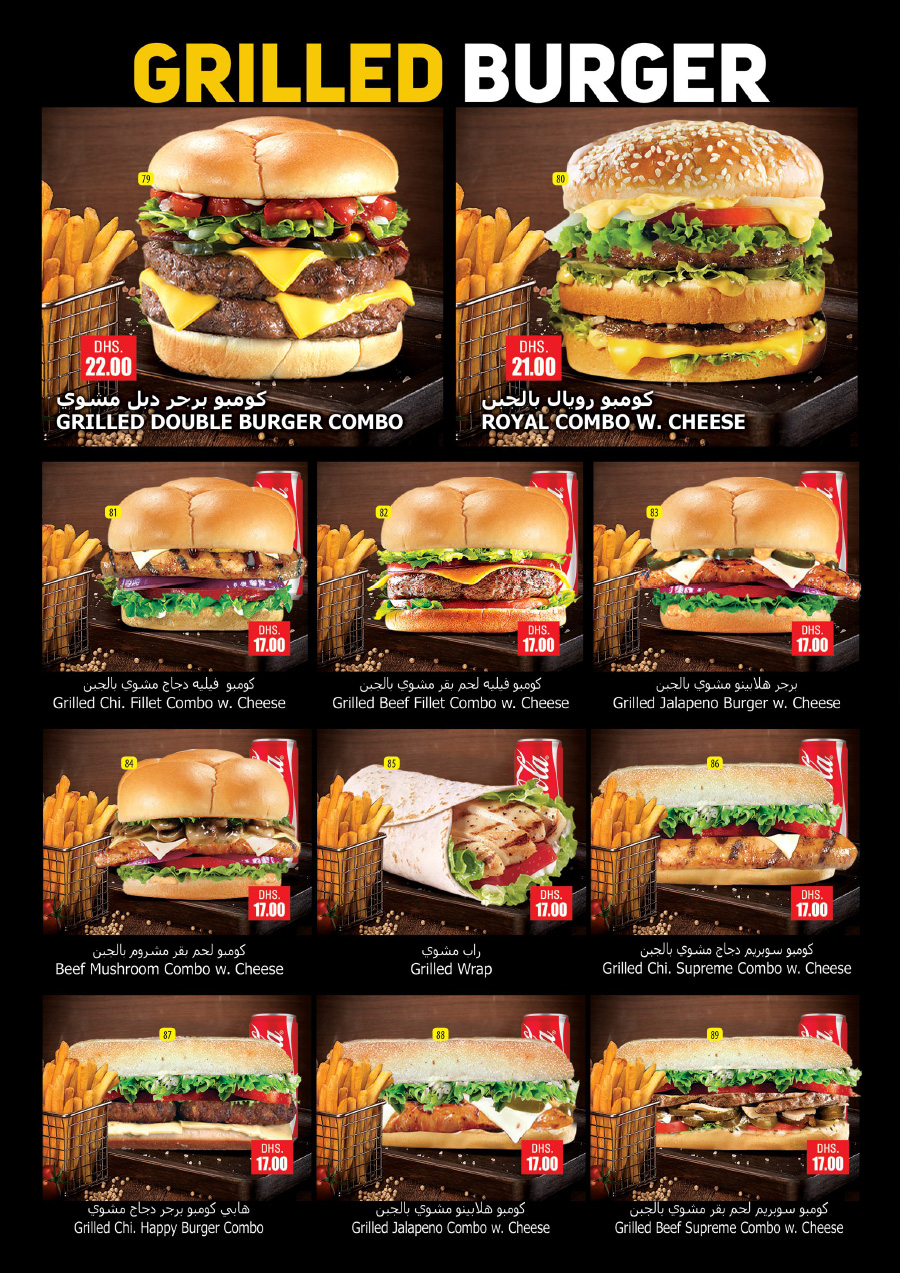 GRILLED BURGER
79
DHS.
22.00
كومبو برجر دبل مشوي
GRILLED DOUBLE BURGER COMBO
80
DHS.
21.00
كومبو رويال بالجبن
ROYAL COMBO W. CHEESE
81
DHS.
17.00
كومبو فيليه دجاج مشوي بالجبن
Grilled Chi. Fillet Combo w. Cheese
82
DHS.
17.00
كومبو فيليه لحم بقر مشوي بالجبن
Grilled Beef Fillet Combo w. Cheese
83
DHS.
17.00
برجر هلابينو مشوي بالجبن
Grilled Jalapeno Burger w. Cheese
84
DHS.
17.00
كومبو لحم بقر مشروم بالجبن
Beef Mushroom Combo w. Cheese
85
DHS.
17.00
راب مشوي
Grilled Wrap
86
DHS.
17.00
كومبو سوبريم دجاج مشوي بالجبن
Grilled Chi. Supreme Combo w. Cheese
87
DHS.
17.00
هابي كومبو برجر دجاج مشوي
Grilled Chi. Happy Burger Combo
88
DHS.
17.00
كومبو هلابينو مشوي بالجبن
Grilled Jalapeno Combo w. Cheese
89
DHS.
17.00
كومبو سوبريم لحم بقر مشوي بالجبن
Grilled Beef Supreme Combo w. Cheese